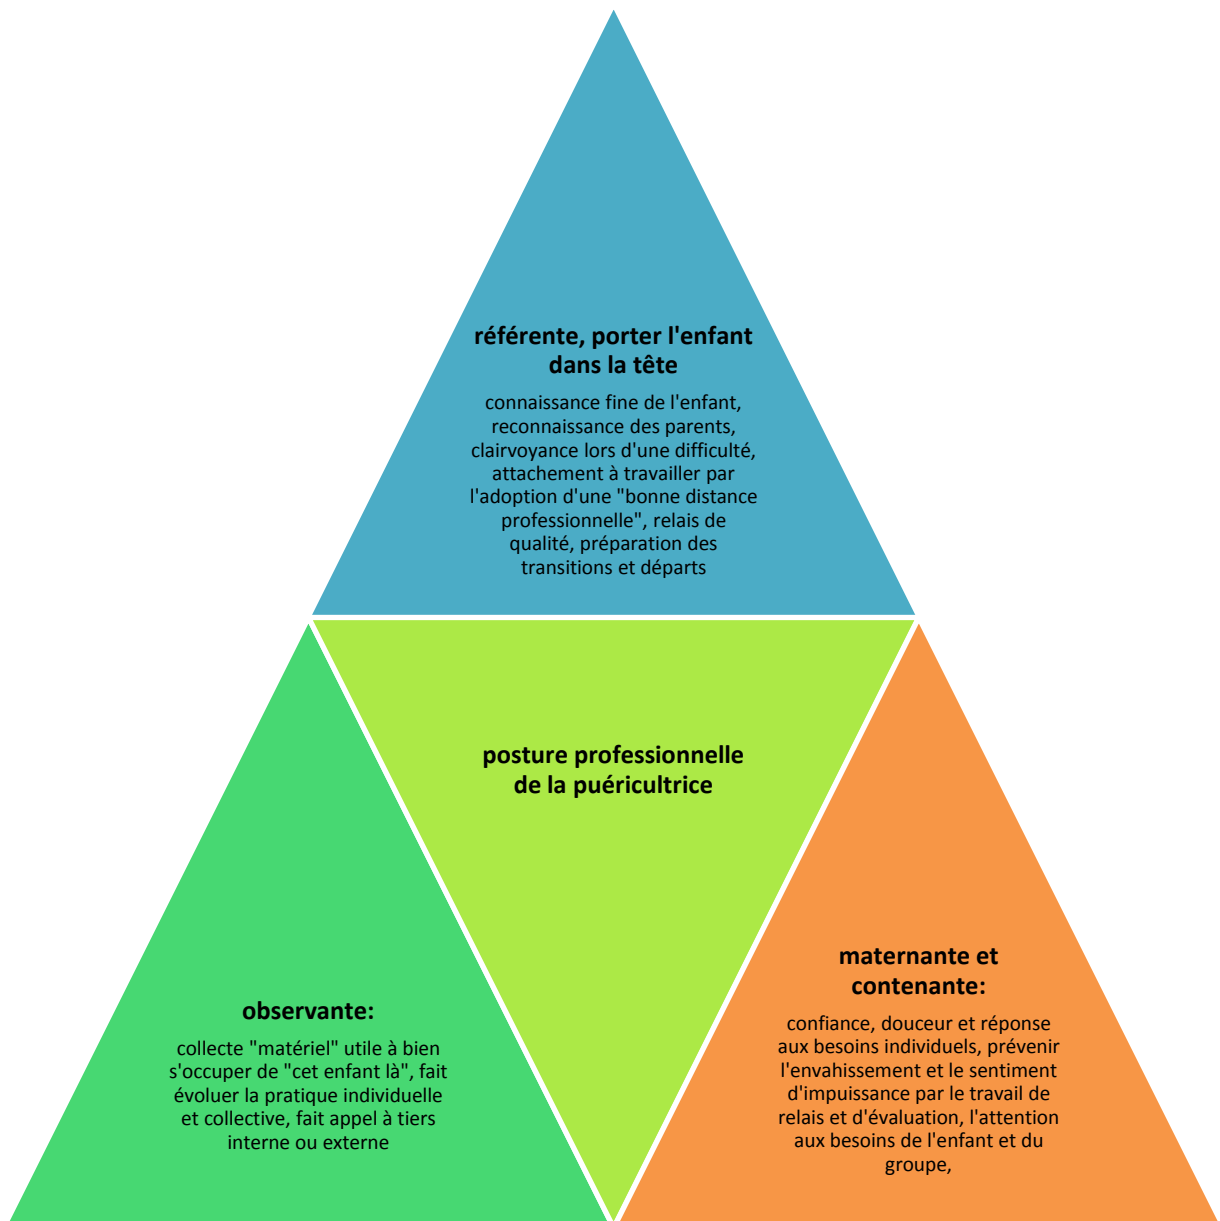 référente, porter l'enfant
dans la tête
connaissance fine de l'enfant,
reconnaissance des parents,
clairvoyance lors d'une difficulté,
attachement à travailler par
l'adoption d'une "bonne distance
professionnelle", relais de
qualité, préparation des
transitions et départs
posture professionnelle
de la puéricultrice
observante:
collecte "matériel" utile à bien
s'occuper de "cet enfant là", fait
évoluer la pratique individuelle
et collective, fait appel à tiers
interne ou externe
maternante et
contenante:
confiance, douceur et réponse
aux besoins individuels, prévenir
l'envahissement et le sentiment
d'impuissance par le travail de
relais et d'évaluation, l'attention
aux besoins de l'enfant et du
groupe,